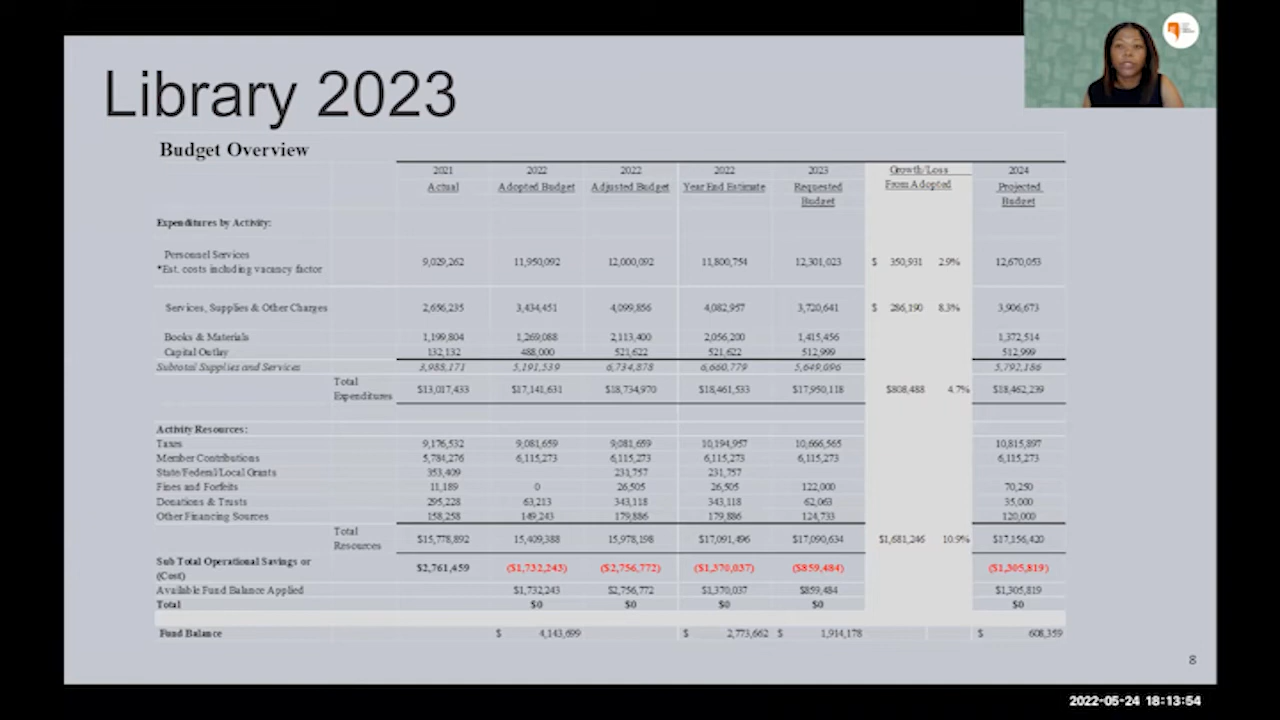 Library 2023
Budget Overview
2021 2022 2022 2022 2023 Growth/Loss 2024
Actual Adopted Budget Adjusted Budget Year End Estimate Requested Budget From Adopted Projected Budget
Expenditures by Activity:
Personnel Services
*Est. costs including vacancy factor 9,029,262 11,950,092 12,000,092 11,800,754 12,301,023 $ 350,931 2.9% 12,670,053
Services, Supplies & Other Charges 2,656,235 3,434,451 4,099,856 4,082,957 3,720,641 $ 286,190 8.3% 3,906,673
Books & Materials 1,199,804 1,269,088 2,113,400 2,056,200 1,415,456 1,372,514
Capital Outlay 132,132 488,000 521,622 521,622 512,999 512,999
Subtotal Supplies and Services 3,988,171 5,191,539 6,734,878 6,660,779 5,649,096 5,792,186
Total Expenditures $13,017,433 $17,141,631 $18,734,970 $18,461,533 $17,950,118 $808,488 4.7% $18,462,239
Activity Resources:
Taxes 9,176,532 9,081,659 9,081,659 10,194,957 10,666,565 10,815,897
Member Contributions 5,784,276 6,115,273 6,115,273 6,115,273 6,115,273 6,115,273
State/Federal/Local Grants 353,409 231,757 231,757
Fines and Forfeits 11,189 0 26,505 26,505 122,000 70,250
Donations & Trusts 295,228 63,213 343,118 343,118 62,063 35,000
Other Financing Sources 158,258 149,243 179,886 179,886 124,733 120,000
Total Resources $15,778,892 15,409,388 15,978,198 $17,091,496 $17,090,634 $1,681,246 10.9% $17,156,420
Sub Total Operational Savings or (Cost) $2,761,459 ($1,732,243) ($2,756,772) ($1,370,037) ($859,484) ($1,305,819)
Available Fund Balance Applied $1,732,243 $2,756,772 $1,370,037 $859,484 $1,305,819
Total $0 $0 $0 $0 $0
Fund Balance $ 4,143,699 $ 2,773,662 $ 1,914,178 $ 608,359
8
2022-05-24 18:13:54